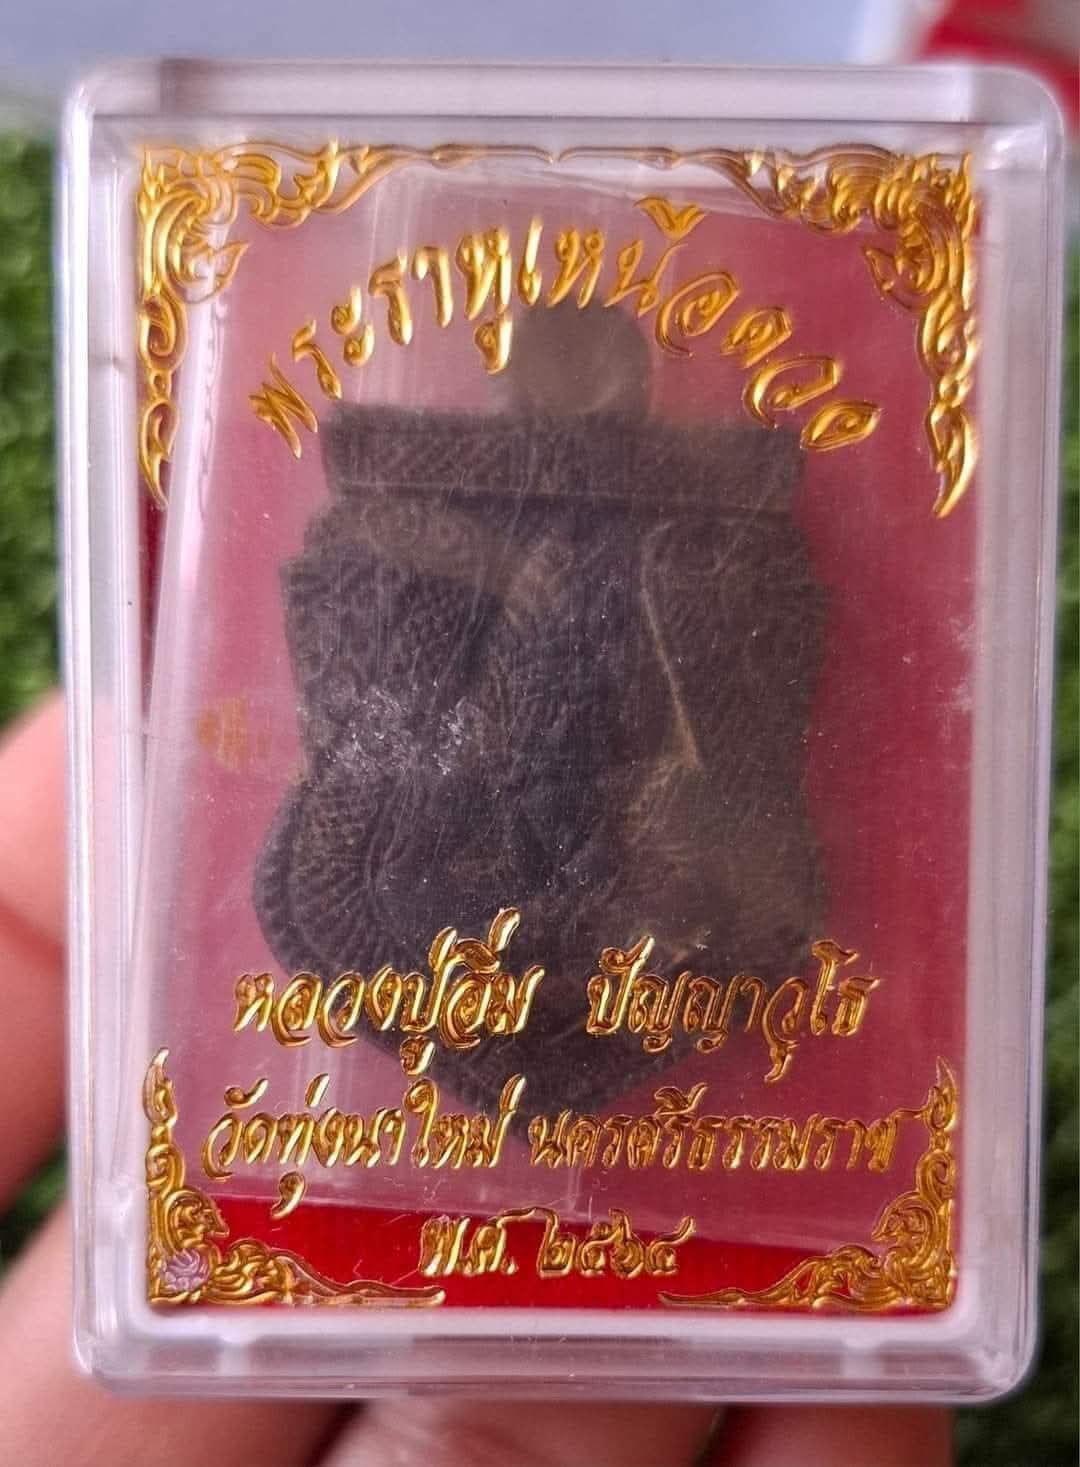 พระราหูเหนือดวง
หลวงปู่อิ่ม ปัญญาวุโธ
วัดทุ่งนาใหม่ นครศรีธรรมราช
พ.ศ. ๒๕๖๔